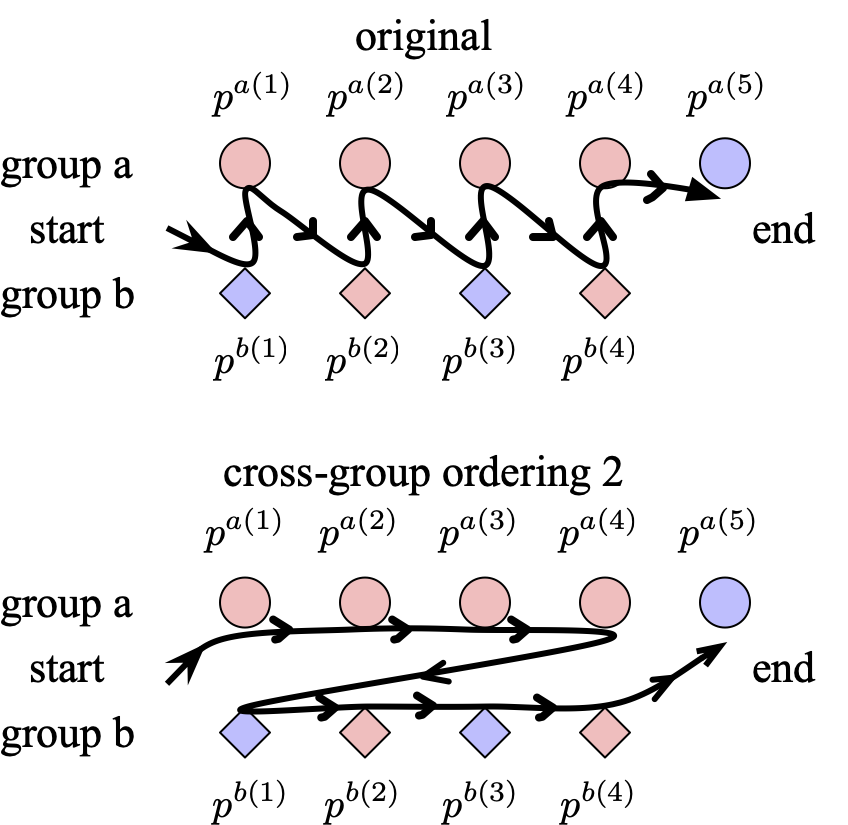 original
p^{a(1)} p^{a(2)} p^{a(3)} p^{a(4)} p^{a(5)}
group a
start end
group b
p^{b(1)} p^{b(2)} p^{b(3)} p^{b(4)}
cross-group ordering 2
p^{a(1)} p^{a(2)} p^{a(3)} p^{a(4)} p^{a(5)}
group a
start end
group b
p^{b(1)} p^{b(2)} p^{b(3)} p^{b(4)}